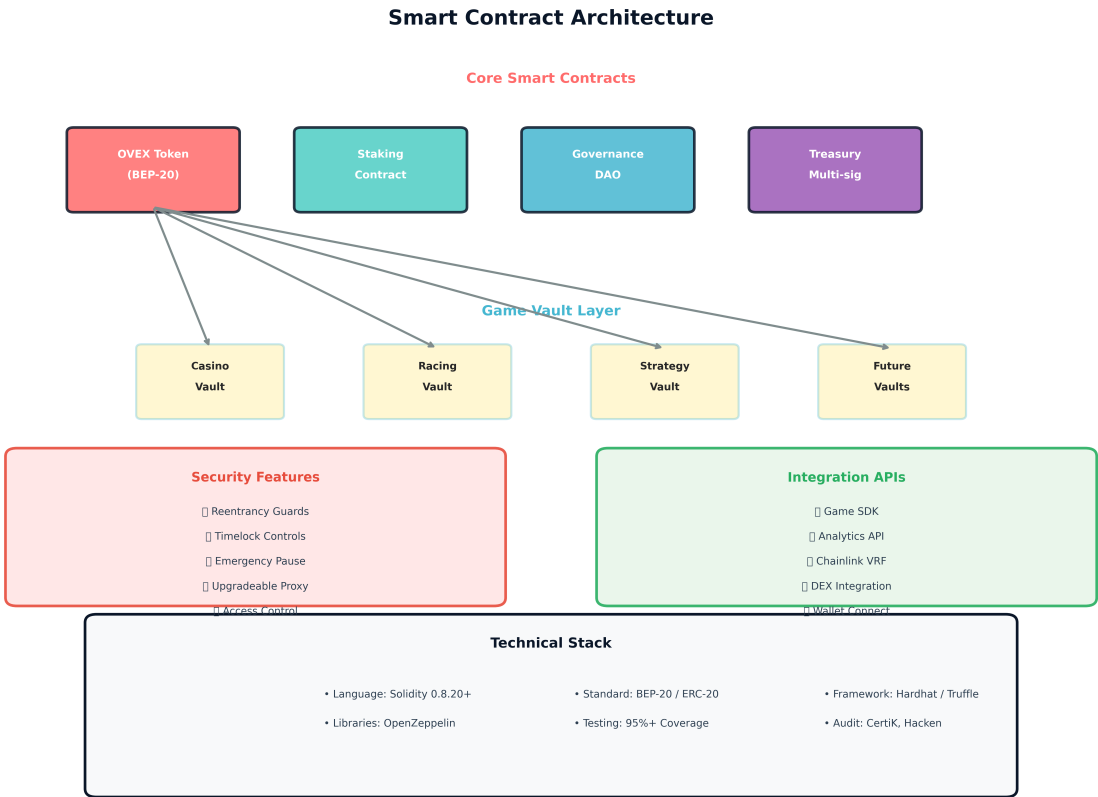 Smart Contract Architecture
Core Smart Contracts
OVEX Token
(BEP-20)
Staking
Contract
Governance
DAO
Treasury
Multi-sig
Game Vault Layer
Casino
Vault
Racing
Vault
Strategy
Vault
Future
Vaults
Security Features
Reentrancy Guards
Timelock Controls
Emergency Pause
Upgradeable Proxy
Access Control
Integration APIs
Game SDK
Analytics API
Chainlink VRF
DEX Integration
Wallet Connect
Technical Stack
• Language: Solidity 0.8.20+
• Standard: BEP-20 / ERC-20
• Framework: Hardhat / Truffle
• Libraries: OpenZeppelin
• Testing: 95%+ Coverage
• Audit: CertiK, Hacken